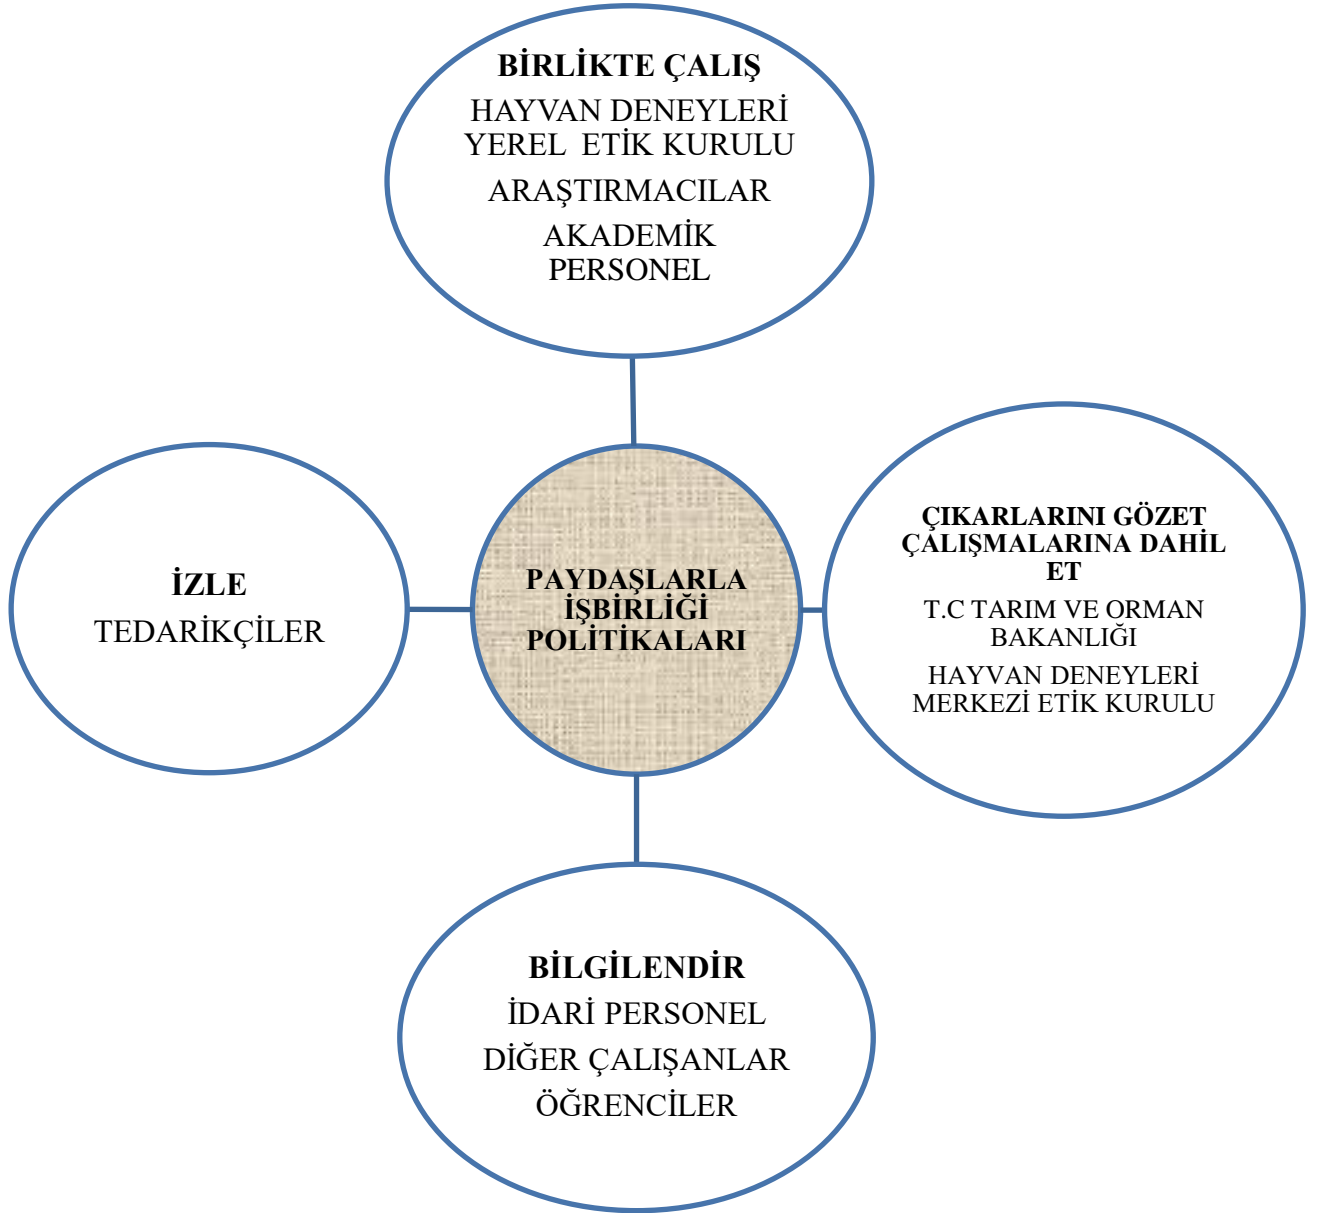 BİRLİKTE ÇALIŞ
HAYVAN DENEYLERİ
YEREL ETİK KURULU
ARAŞTIRMACILAR
AKADEMİK
PERSONEL
İZLE
TEDARİKÇİLER
PAYDAŞLARLA
İŞBİRLİĞİ
POLİTİKALARI
ÇIKARLARINI GÖZET
ÇALIŞMALARINA DAHİL
ET
T.C TARIM VE ORMAN
BAKANLIĞI
HAYVAN DENEYLERİ
MERKEZİ ETİK KURULU
BİLGİLENDİR
İDARİ PERSONEL
DİĞER ÇALIŞANLAR
ÖĞRENCİLER